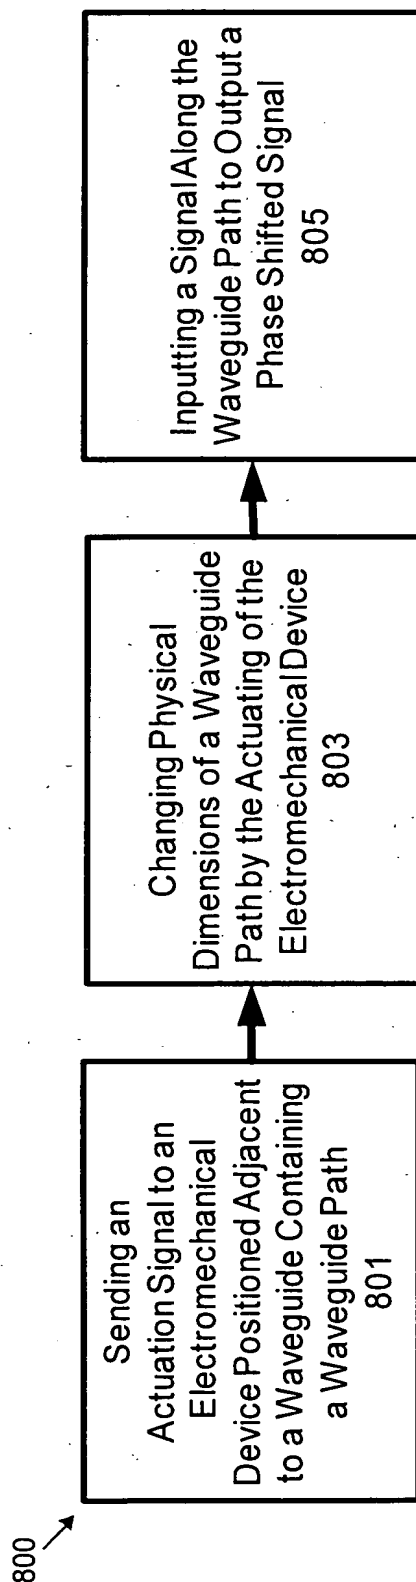 800
Sending an
Actuation Signal to an
Electromechanical
Device Positioned Adjacent
to a Waveguide Containing
a Waveguide Path
801
Changing Physical
Dimensions of a Waveguide
Path by the Actuating of the
Electromechanical Device
803
Inputting a Signal Along the
Waveguide Path to Output a
Phase Shifted Signal
805